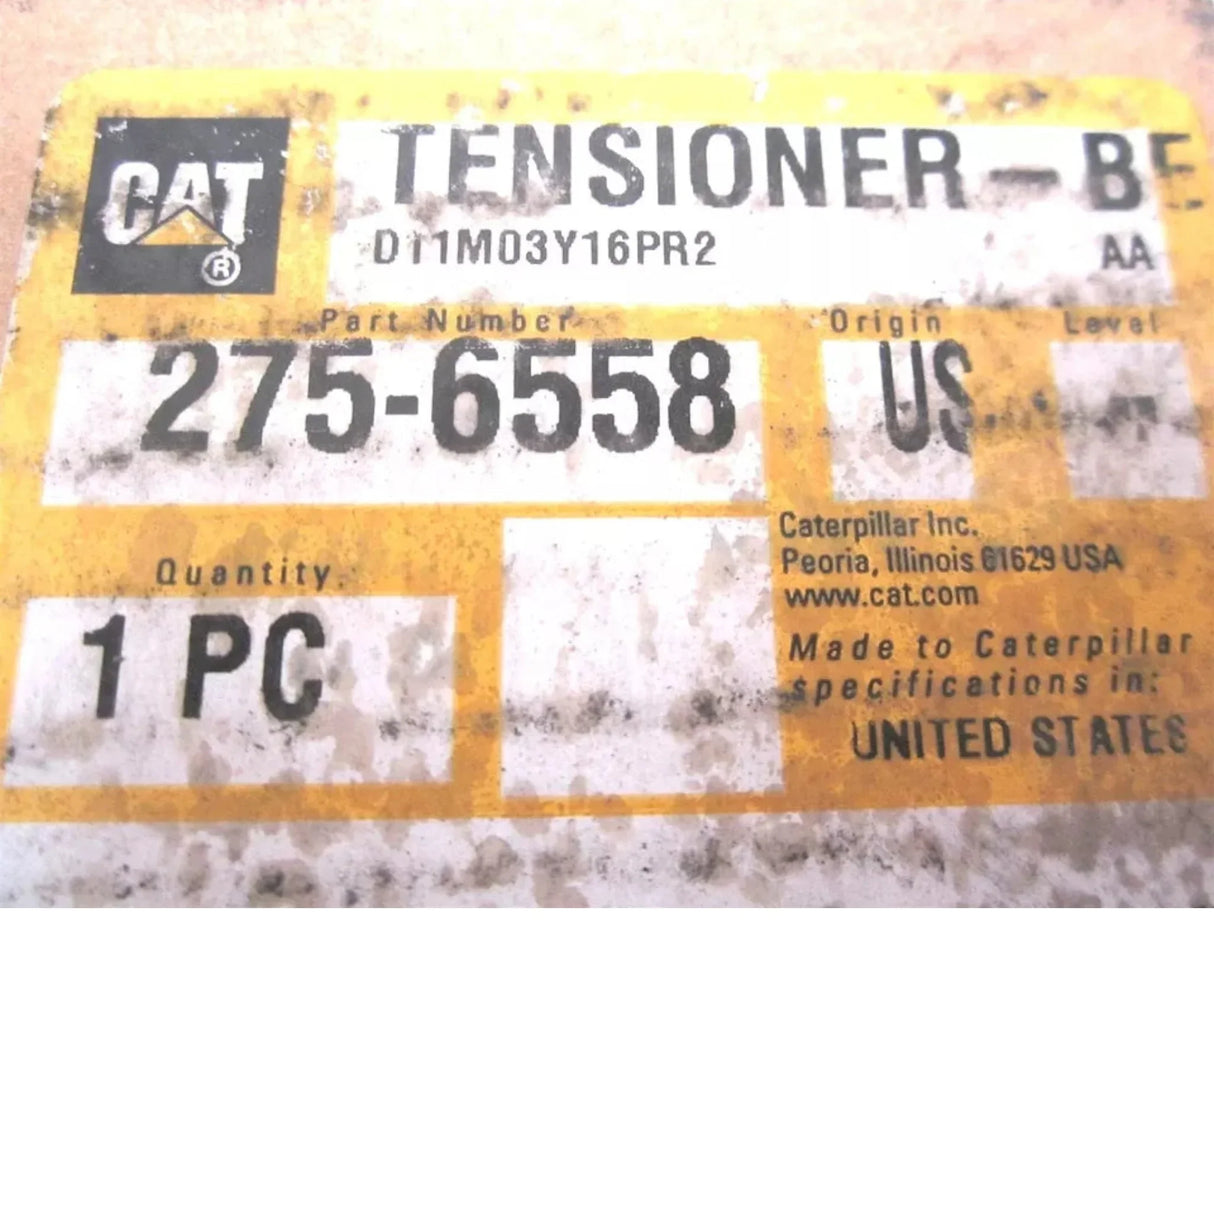 CAT
®
TENSIONER-BE
D11M03Y16PR2 AA
Part Number Origin Level
275-6558 US
Caterpillar Inc.
Peoria, Illinois 61629 USA
www.cat.com
Quantity
1 PC
Made to Caterpillar
specifications in:
UNITED STATES